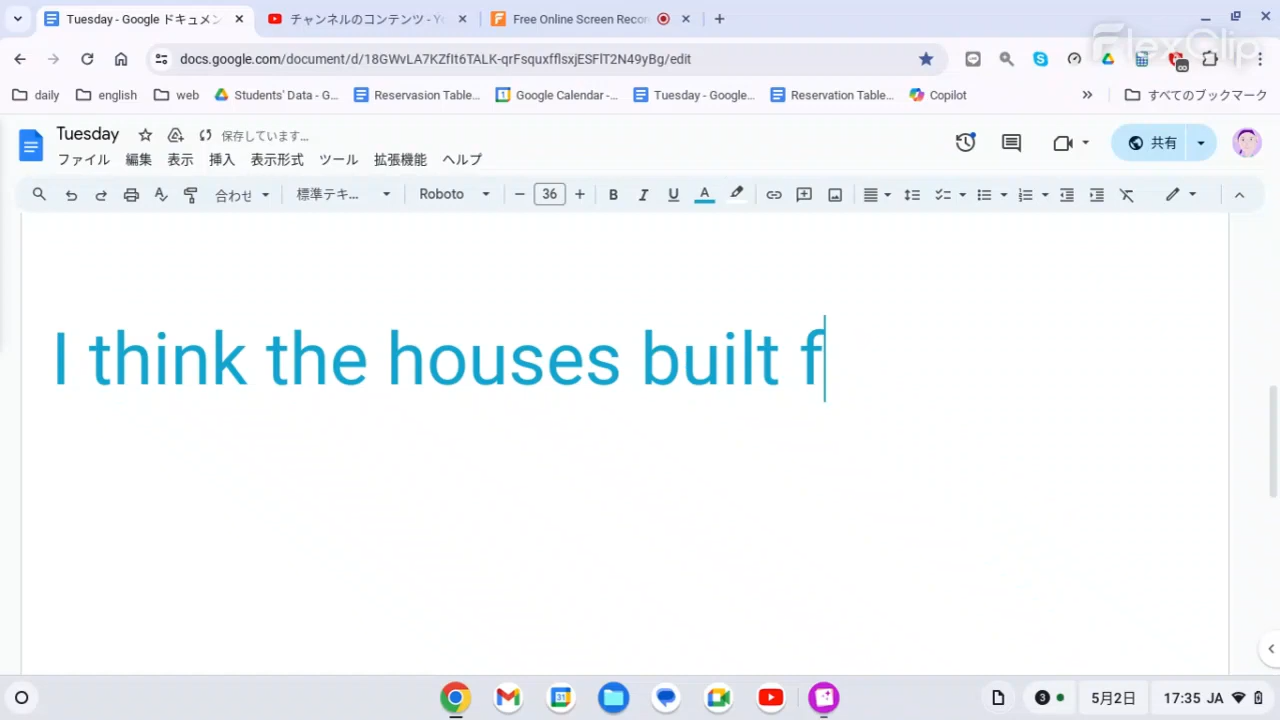 Tuesday - Google ドキュメン
チャンネルのコンテンツ - Yo
Free Online Screen Recor
docs.google.com/document/d/18GWvLA7KZfIt6TALK-qrFsquxfflsxjESFlT2N49yBg/edit
FlexClip
daily
english
web
Students' Data - G...
Reservasion Table...
Google Calendar -...
Tuesday - Google...
Reservation Table...
Copilot
»
すべてのブックマーク
Tuesday
保存しています...
ファイル 編集 表示 挿入 表示形式 ツール 拡張機能 ヘルプ
共有
合わせ
標準テキ...
Roboto
36
B I U A
I think the houses built f
31
3
5月2日
17:35 JA